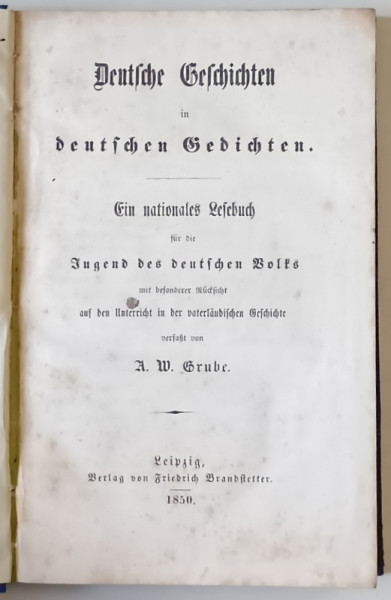 Deutſche Geſchichten
in
deutſchen Gedichten.
Ein nationales Leſebuch
für die
Jugend des deutſchen Volks
mit beſonderer Rückſicht
auf den Unterricht in der vaterländiſchen Geſchichte
verfaßt von
A. W. Grube.
Leipzig,
Verlag von Friedrich Brandſtetter.
1850.